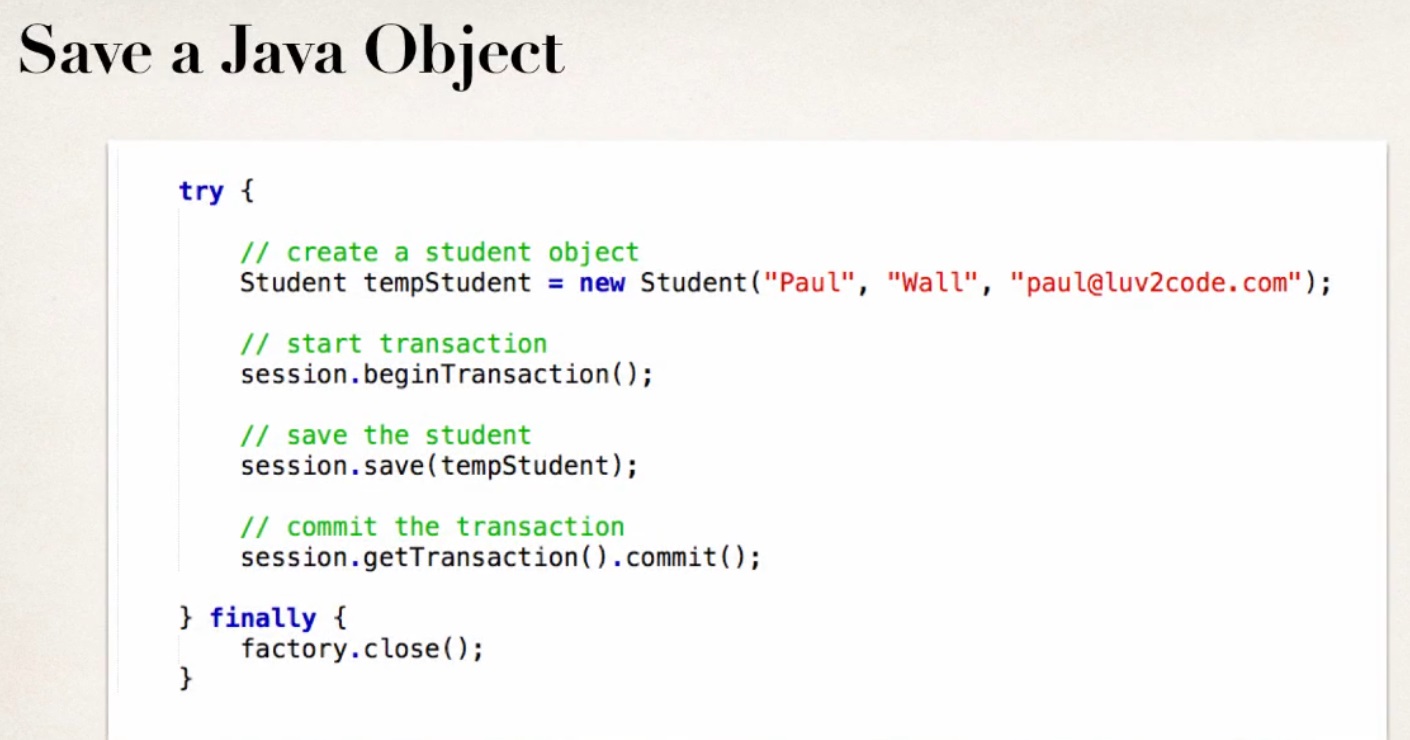 Save a Java Object
try {
// create a student object
Student tempStudent = new Student("Paul", "Wall", "paul@luv2code.com");
// start transaction
session.beginTransaction();
// save the student
session.save(tempStudent);
// commit the transaction
session.getTransaction().commit();
} finally {
factory.close();
}